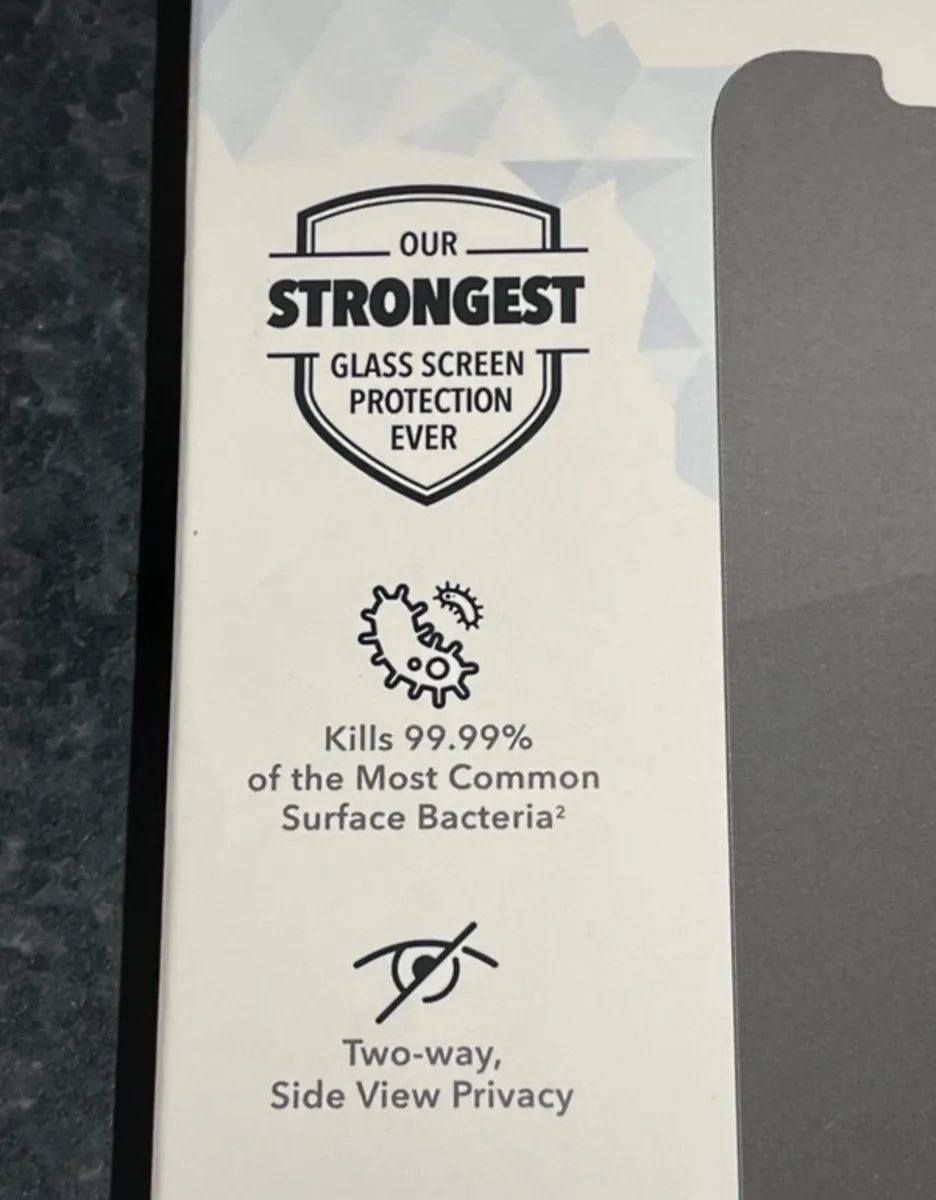 OUR
STRONGEST
GLASS SCREEN
PROTECTION
EVER
Kills 99.99%
of the Most Common
Surface Bacteria²
Two-way,
Side View Privacy